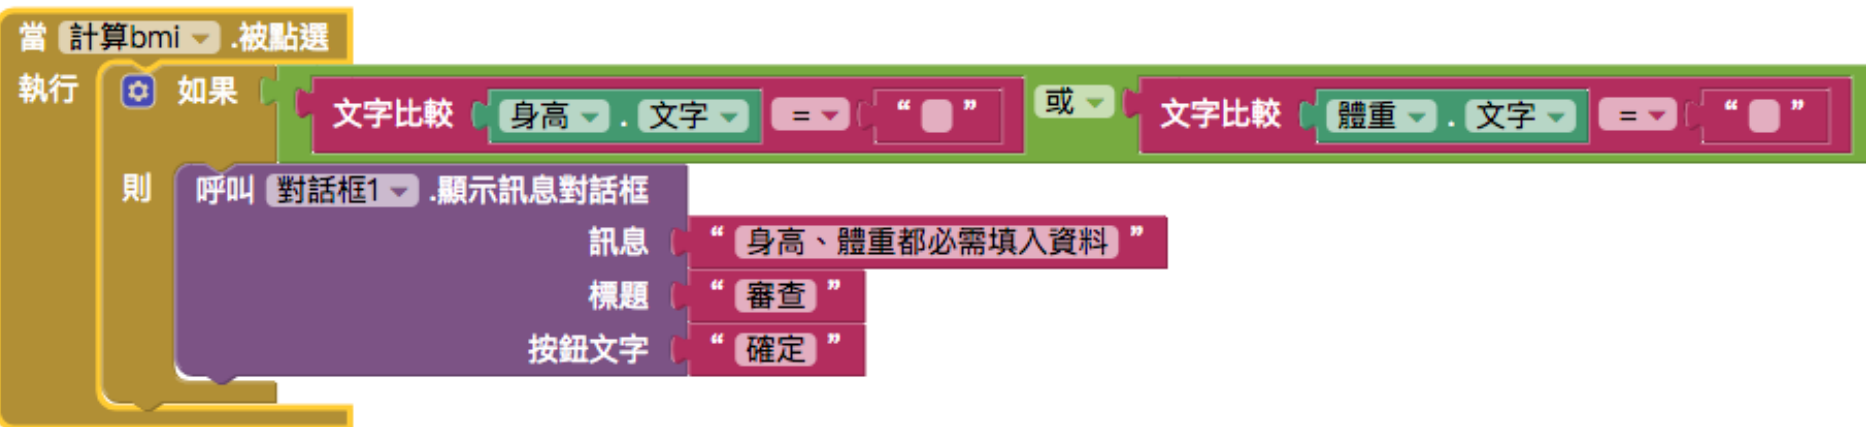 當 計算bmi .被點選
執行 如果 文字比較 身高 . 文字 = “ ” 或 文字比較 體重 . 文字 = “ ”
則 呼叫 對話框1 .顯示訊息對話框
訊息 “ 身高、體重都必需填入資料 ”
標題 “ 審查 ”
按鈕文字 “ 確定 ”